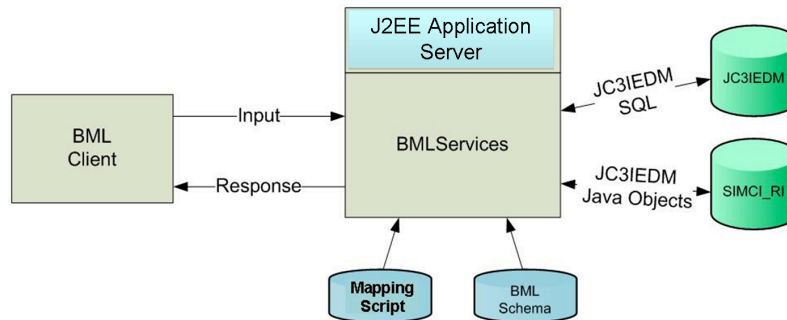 J2EE Application
Server
BML
Client
Input
Response
BMLServices
JC3IEDM
SQL
JC3IEDM
Java Objects
JC3IEDM
SIMCI_RI
Mapping
Script
BML
Schema